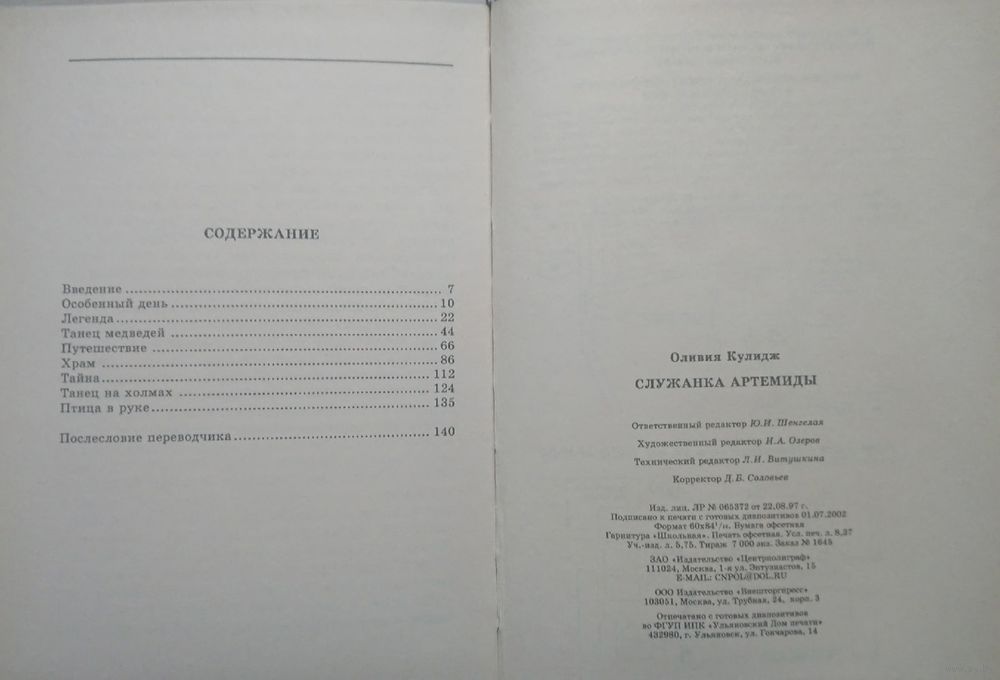 СОДЕРЖАНИЕ
Введение 7
Особенный день 10
Легенда 22
Танец медведей 44
Путешествие 66
Храм 86
Тайна 112
Танец на холмах 124
Птица в руке 135
Послесловие переводчика 140
Оливия Кулидж
СЛУЖАНКА АРТЕМИДЫ
Ответственный редактор Ю.И. Шенгелая
Художественный редактор И.А. Озеров
Технический редактор Л.И. Витушкина
Корректор Д.Б. Соловьев
Изд. лиц. ЛР № 065372 от 22.08.97 г.
Подписано к печати с готовых диапозитивов 01.07.2002
Формат 60х84¹/₁₆. Бумага офсетная
Гарнитура «Школьная». Печать офсетная. Усл. печ. л. 8,37
Уч.-изд. л. 5,75. Тираж 7 000 экз. Заказ № 1645
ЗАО «Издательство «Центрполиграф»
111024, Москва, 1-я ул. Энтузиастов, 15
E-MAIL: CNPOL@DOL.RU
ООО Издательство «Внешторгпресс»
103051, Москва, ул. Трубная, 24, корп. 3
Отпечатано с готовых диапозитивов
во ФГУП ИПК «Ульяновский Дом печати»
432980, г. Ульяновск, ул. Гончарова, 14